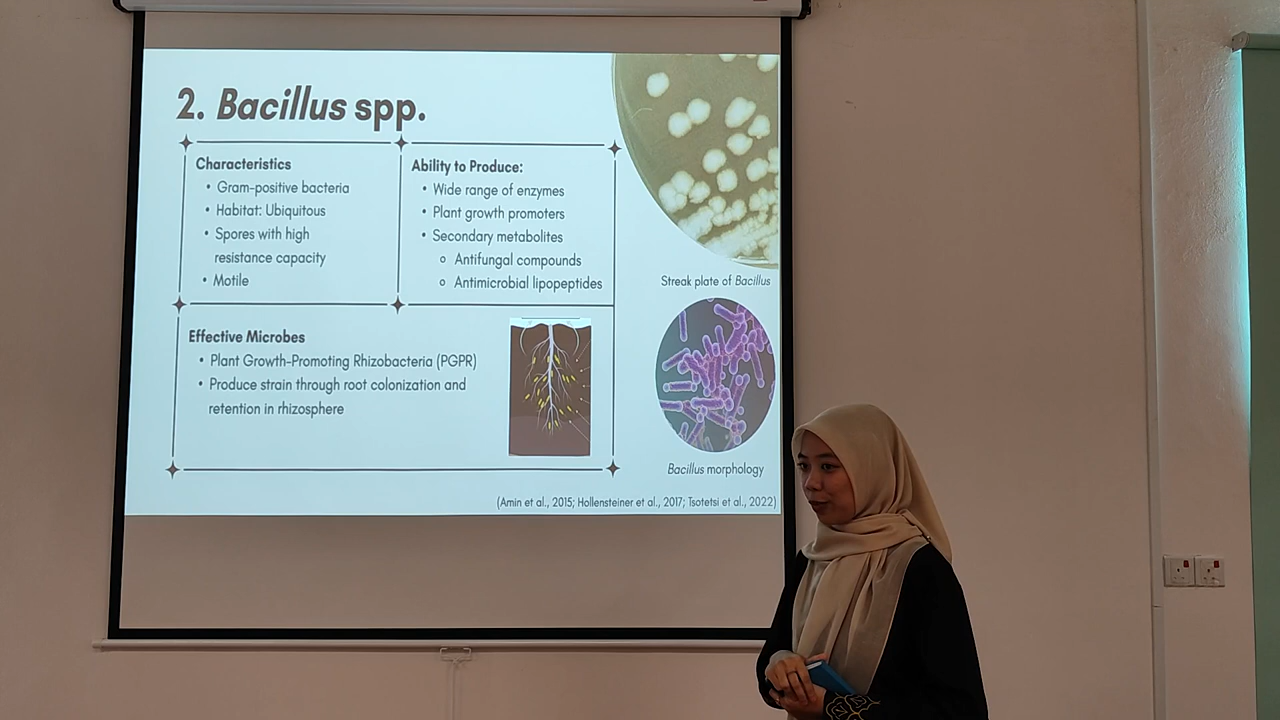 2. Bacillus spp.
Characteristics
• Gram-positive bacteria
• Habitat: Ubiquitous
• Spores with high
resistance capacity
• Motile
Ability to Produce:
• Wide range of enzymes
• Plant growth promoters
• Secondary metabolites
o Antifungal compounds
o Antimicrobial lipopeptides
Effective Microbes
• Plant Growth-Promoting Rhizobacteria (PGPR)
• Produce strain through root colonization and
retention in rhizosphere
Streak plate of Bacillus
Bacillus morphology
(Amin et al., 2015; Hollensteiner et al., 2017; Tsotetsi et al., 2022)